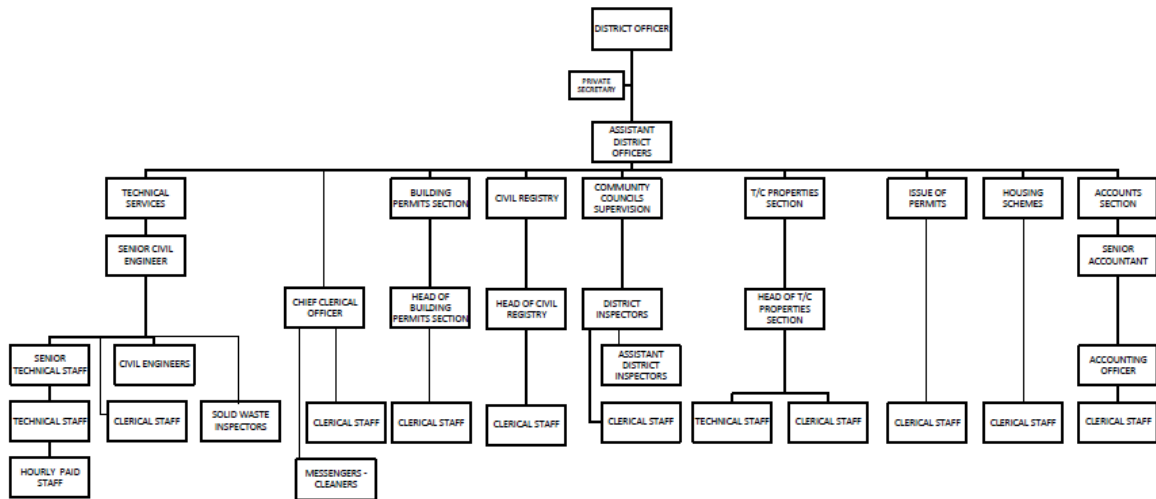 DISTRICT OFFICER
PRIVATE
SECRETARY
ASSISTANT
DISTRICT
OFFICERS
TECHNICAL
SERVICES
BUILDING
PERMITS SECTION
CIVIL REGISTRY
COMMUNITY
COUNCILS
SUPERVISION
T/C PROPERTIES
SECTION
ISSUE OF
PERMITS
HOUSING
SCHEMES
ACCOUNTS
SECTION
SENIOR CIVIL
ENGINEER
SENIOR
ACCOUNTANT
CHIEF CLERICAL
OFFICER
HEAD OF
BUILDING
PERMITS SECTION
HEAD OF CIVIL
REGISTRY
DISTRICT
INSPECTORS
HEAD OF T/C
PROPERTIES
SECTION
SENIOR
TECHNICAL STAFF
CIVIL ENGINEERS
ASSISTANT
DISTRICT
INSPECTORS
ACCOUNTING
OFFICER
TECHNICAL STAFF
CLERICAL STAFF
SOLID WASTE
INSPECTORS
CLERICAL STAFF
CLERICAL STAFF
CLERICAL STAFF
CLERICAL STAFF
TECHNICAL STAFF
CLERICAL STAFF
CLERICAL STAFF
CLERICAL STAFF
CLERICAL STAFF
HOURLY PAID
STAFF
MESSENGERS -
CLEANERS